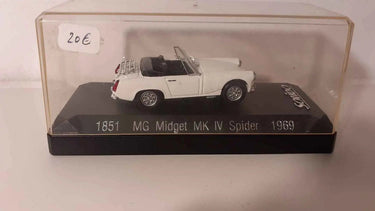 20€
Solido
1851 MG Midget MK IV Spider 1969